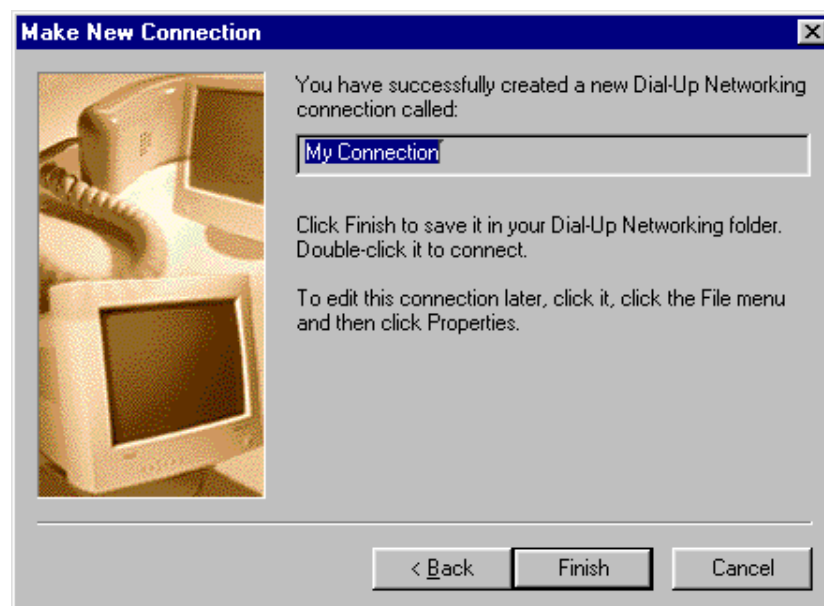 Make New Connection
You have successfully created a new Dial-Up Networking
connection called:
My Connection
Click Finish to save it in your Dial-Up Networking folder.
Double-click it to connect.
To edit this connection later, click it, click the File menu
and then click Properties.
< Back
Finish
Cancel